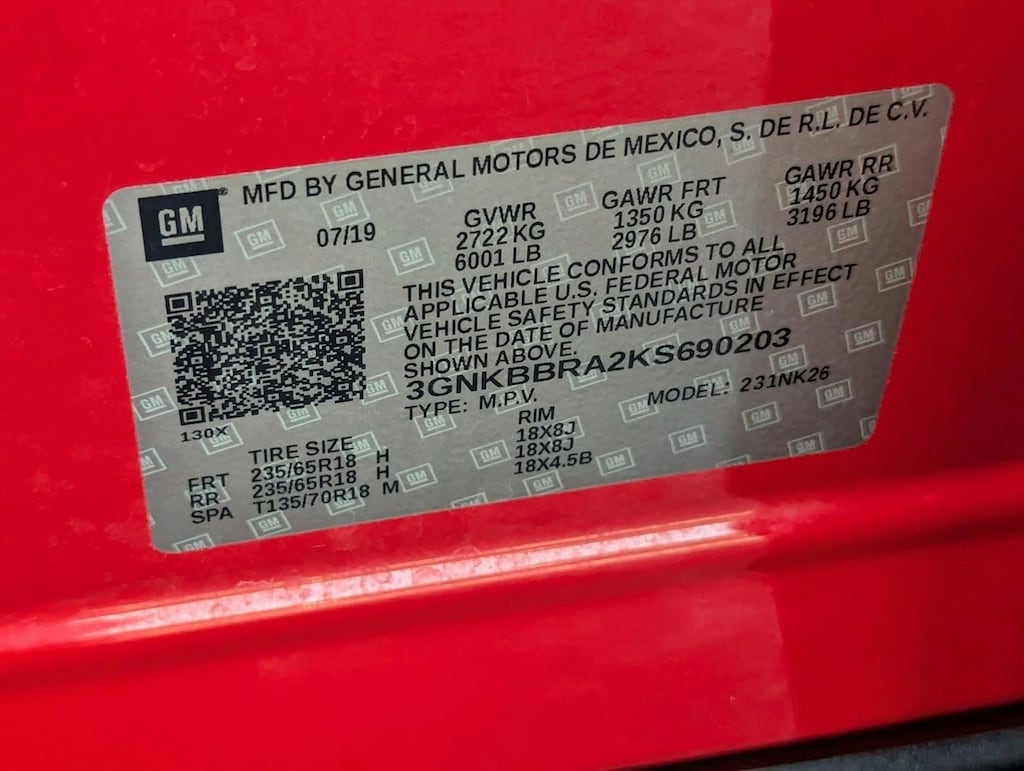 GM ® MFD BY GENERAL MOTORS DE MEXICO, S. DE R.L. DE C.V.
07/19
GVWR
2722 KG
6001 LB
GAWR FRT
1350 KG
2976 LB
GAWR RR
1450 KG
3196 LB
THIS VEHICLE CONFORMS TO ALL
APPLICABLE U.S. FEDERAL MOTOR
VEHICLE SAFETY STANDARDS IN EFFECT
ON THE DATE OF MANUFACTURE
SHOWN ABOVE.
3GNKBBRA2KS690203
TYPE: M.P.V. MODEL: 231NK26
130X
TIRE SIZE RIM
FRT 235/65R18 H 18X8J
RR 235/65R18 H 18X8J
SPA T135/70R18 M 18X4.5B